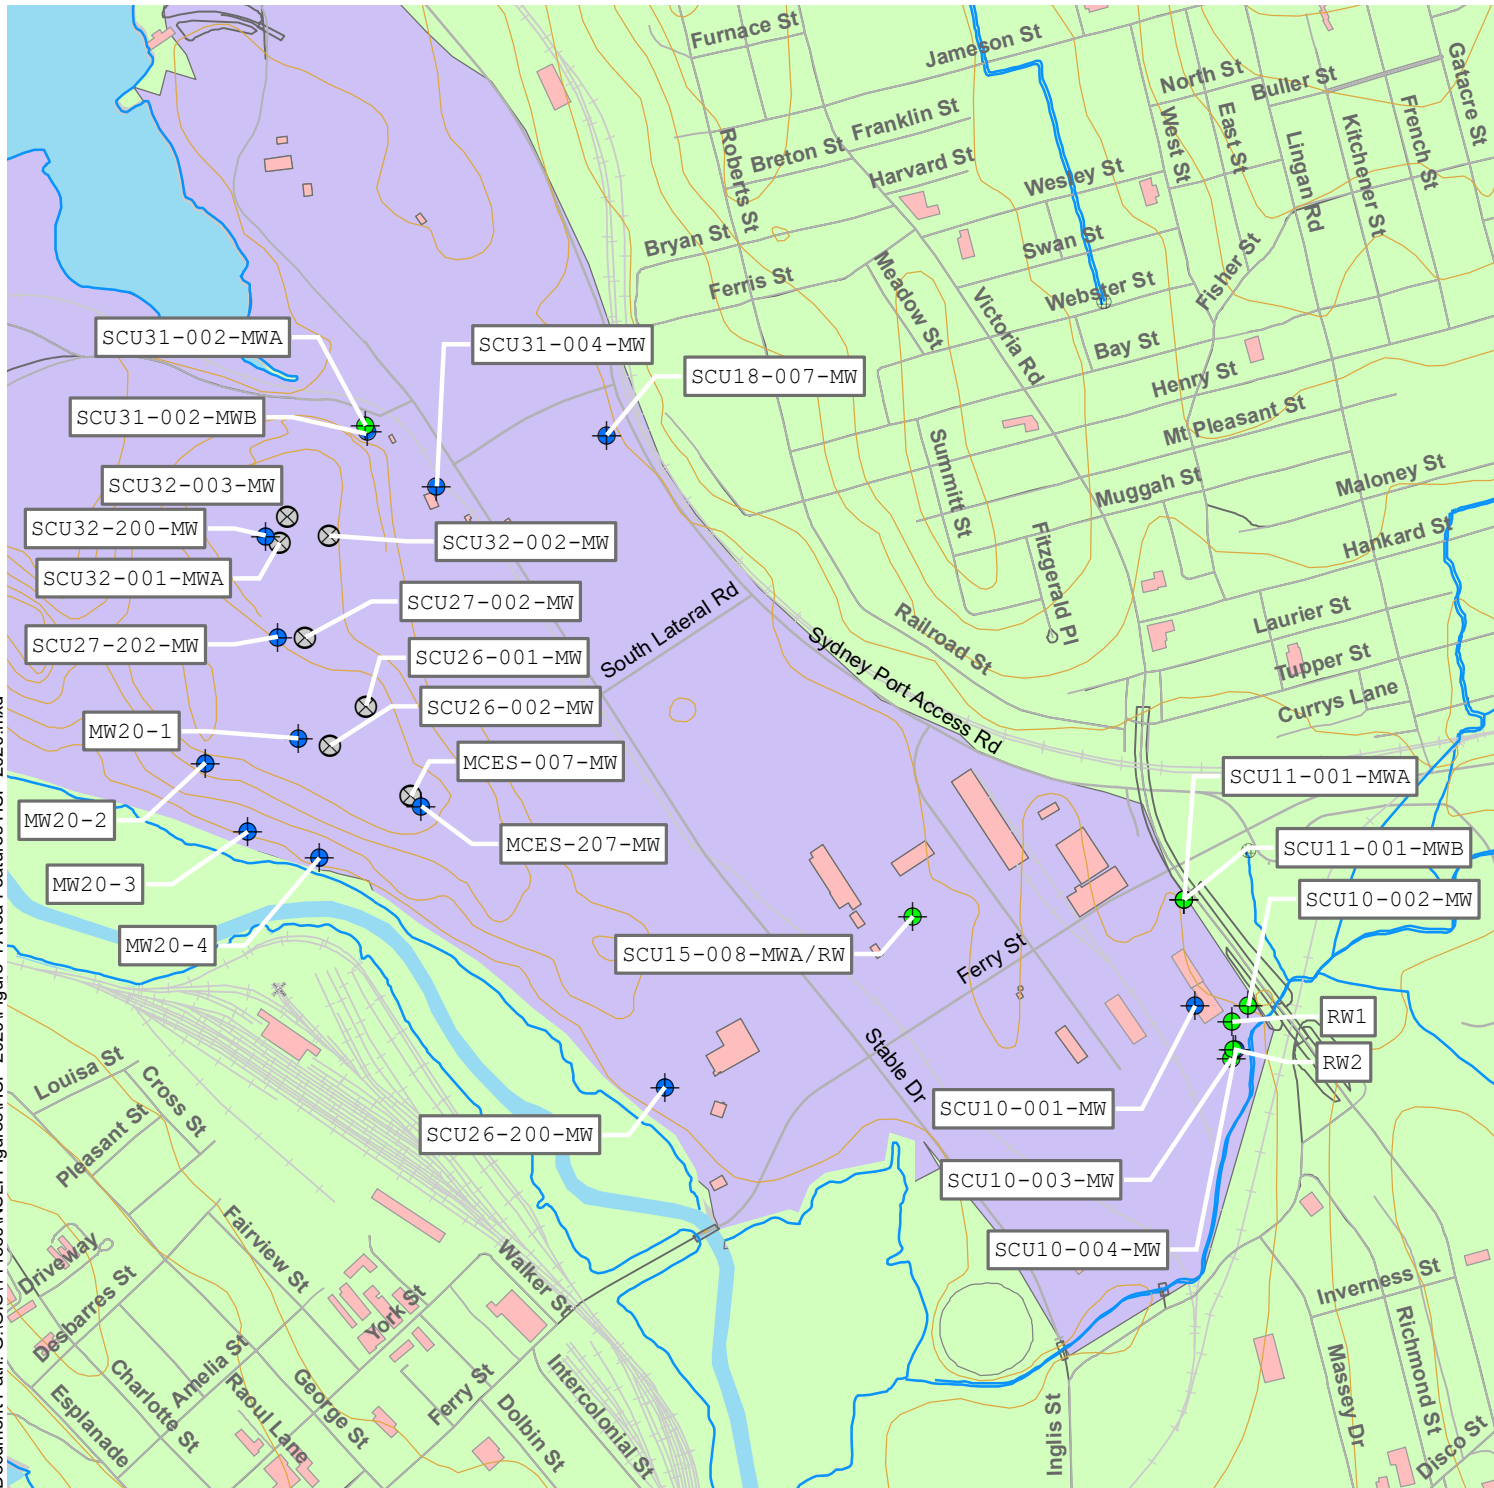 Furnace St
Jameson St
North St
Buller St
Gatacre St
French St
Kitchener St
Lingan Rd
East St
West St
Franklin St
Breton St
Roberts St
Harvard St
Wesley St
Bryan St
Ferris St
Meadow St
Swan St
Webster St
Fisher St
Victoria Rd
Bay St
Henry St
Mt Pleasant St
Muggah St
Maloney St
Hankard St
Summitt St
Fitzgerald Pl
Laurier St
Tupper St
Currys Lane
Railroad St
Sydney Port Access Rd
South Lateral Rd
SCU31-002-MWA
SCU31-004-MW
SCU18-007-MW
SCU31-002-MWB
SCU32-003-MW
SCU32-200-MW
SCU32-002-MW
SCU32-001-MWA
SCU27-002-MW
SCU27-202-MW
SCU26-001-MW
SCU26-002-MW
MW20-1
MCES-007-MW
MW20-2
MCES-207-MW
MW20-3
MW20-4
SCU11-001-MWA
SCU11-001-MWB
SCU10-002-MW
SCU15-008-MWA/RW
Ferry St
RW1
RW2
Stable Dr
SCU10-001-MW
SCU26-200-MW
SCU10-003-MW
SCU10-004-MW
Louisa St
Cross St
Pleasant St
Fairview St
Driveway
Desbarres St
York St
Walker St
Amelia St
Charlotte St
Esplanade
Raoul Lane
George St
Ferry St
Dolbin St
Intercolonial St
Inglis St
Inverness St
Richmond St
Massey Dr
Disco St